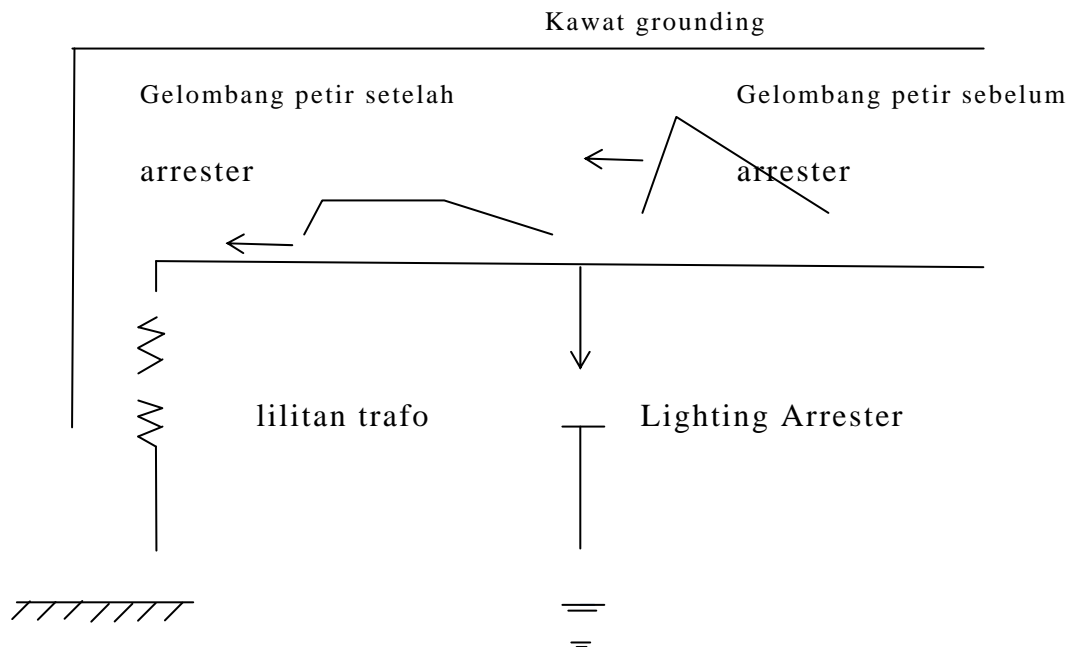 Kawat grounding
Gelombang petir setelah
arrester
Gelombang petir sebelum
arrester
lilitan trafo
Lighting Arrester